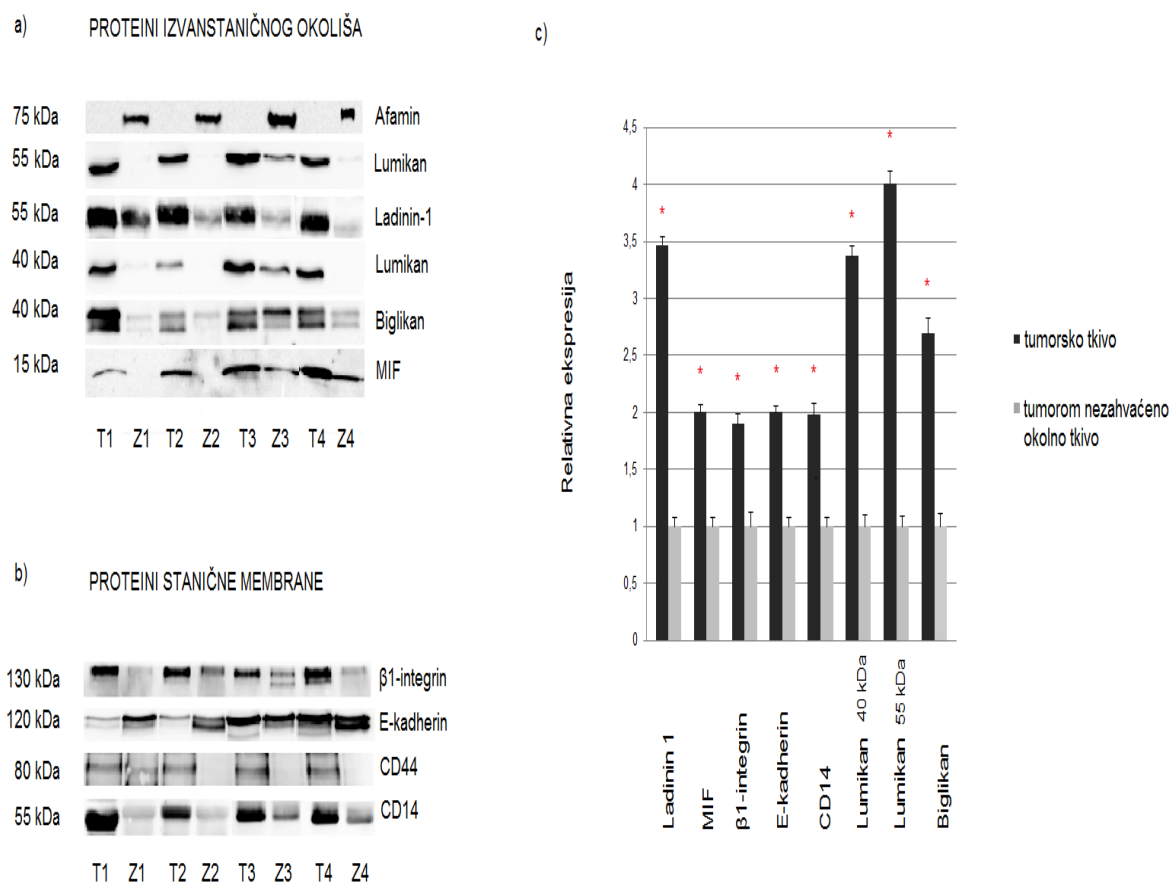 a) PROTEINI IZVANSTANIČNOG OKOLIŠA
75 kDa Afamin
55 kDa Lumikan
55 kDa Ladinin-1
40 kDa Lumikan
40 kDa Biglikan
15 kDa MIF
T1 Z1 T2 Z2 T3 Z3 T4 Z4
b) PROTEINI STANIČNE MEMBRANE
130 kDa β1-integrin
120 kDa E-kadherin
80 kDa CD44
55 kDa CD14
T1 Z1 T2 Z2 T3 Z3 T4 Z4
c)
Relativna ekspresija
4,5
4
3,5
3
2,5
2
1,5
1
0,5
0
* * * * * * * *
Ladinin 1
MIF
β1-integrin
E-kadherin
CD14
Lumikan 40 kDa
Lumikan 55 kDa
Biglikan
tumorsko tkivo
tumorom nezahvaćeno
okolno tkivo